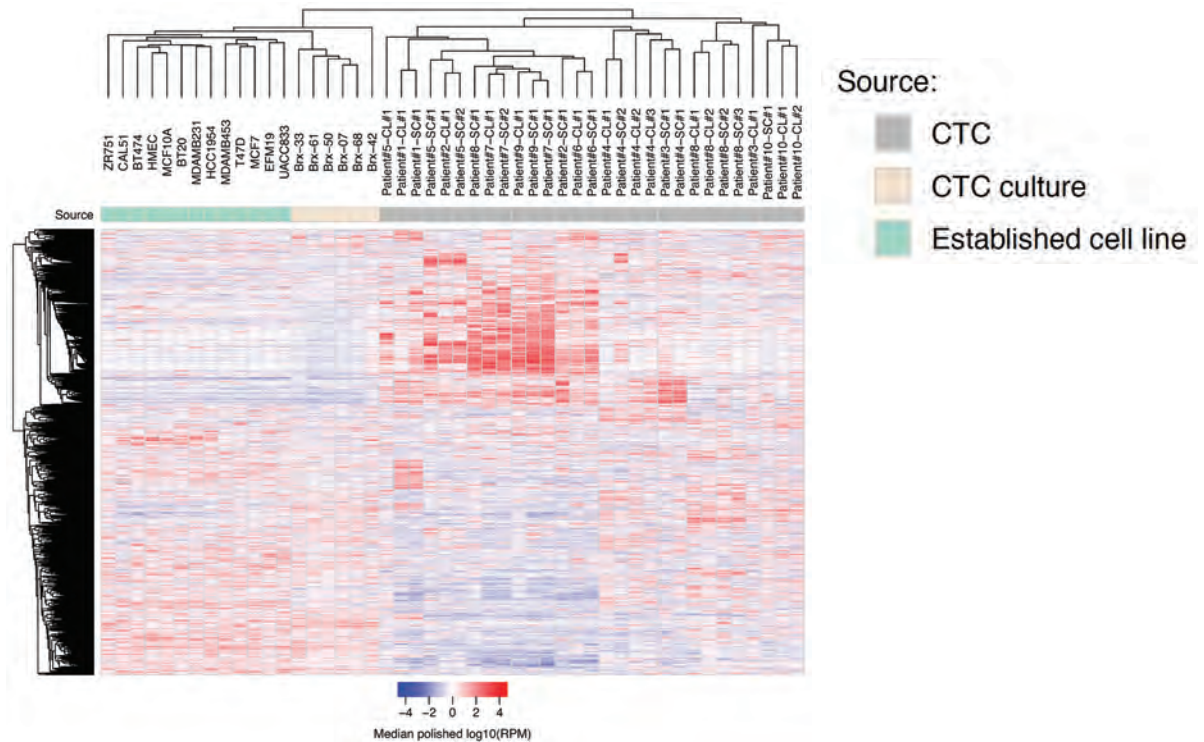 ZR751
CAL51
BT474
HMEC
MCF10A
BT20
MDAMB231
HCC1954
MDAMB453
T47D
MCF7
EFM19
UACC833
Brx-33
Brx-61
Brx-50
Brx-07
Brx-68
Brx-42
Patient#5-CL#1
Patient#1-CL#1
Patient#1-SC#1
Patient#5-SC#1
Patient#2-CL#1
Patient#5-SC#2
Patient#8-SC#1
Patient#7-CL#1
Patient#7-SC#2
Patient#9-CL#1
Patient#9-SC#1
Patient#7-SC#1
Patient#2-SC#1
Patient#6-CL#1
Patient#6-SC#1
Patient#4-CL#1
Patient#4-SC#2
Patient#4-CL#2
Patient#4-CL#3
Patient#3-SC#1
Patient#4-SC#1
Patient#8-CL#1
Patient#8-CL#2
Patient#8-SC#2
Patient#8-SC#3
Patient#3-CL#1
Patient#10-SC#1
Patient#10-CL#1
Patient#10-CL#2
Source
Source:
CTC
CTC culture
Established cell line
-4 -2 0 2 4
Median polished log10(RPM)